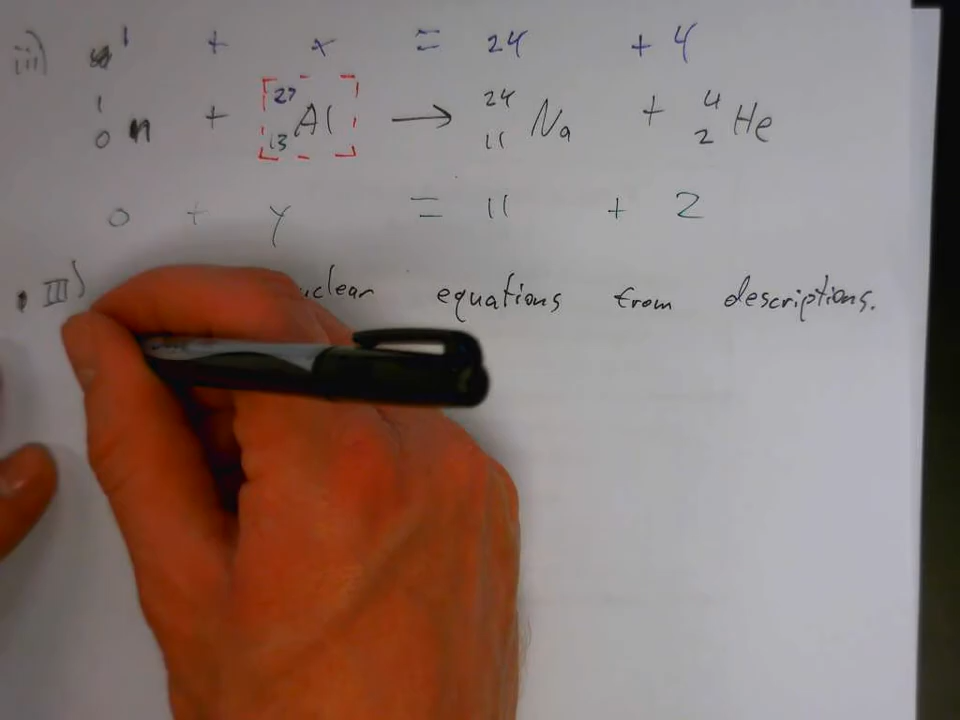 iii) 1 + x = 24 + 4
1 0 n + 27 13 Al → 24 11 Na + 4 2 He
0 + y = 11 + 2
III) equations from descriptions.